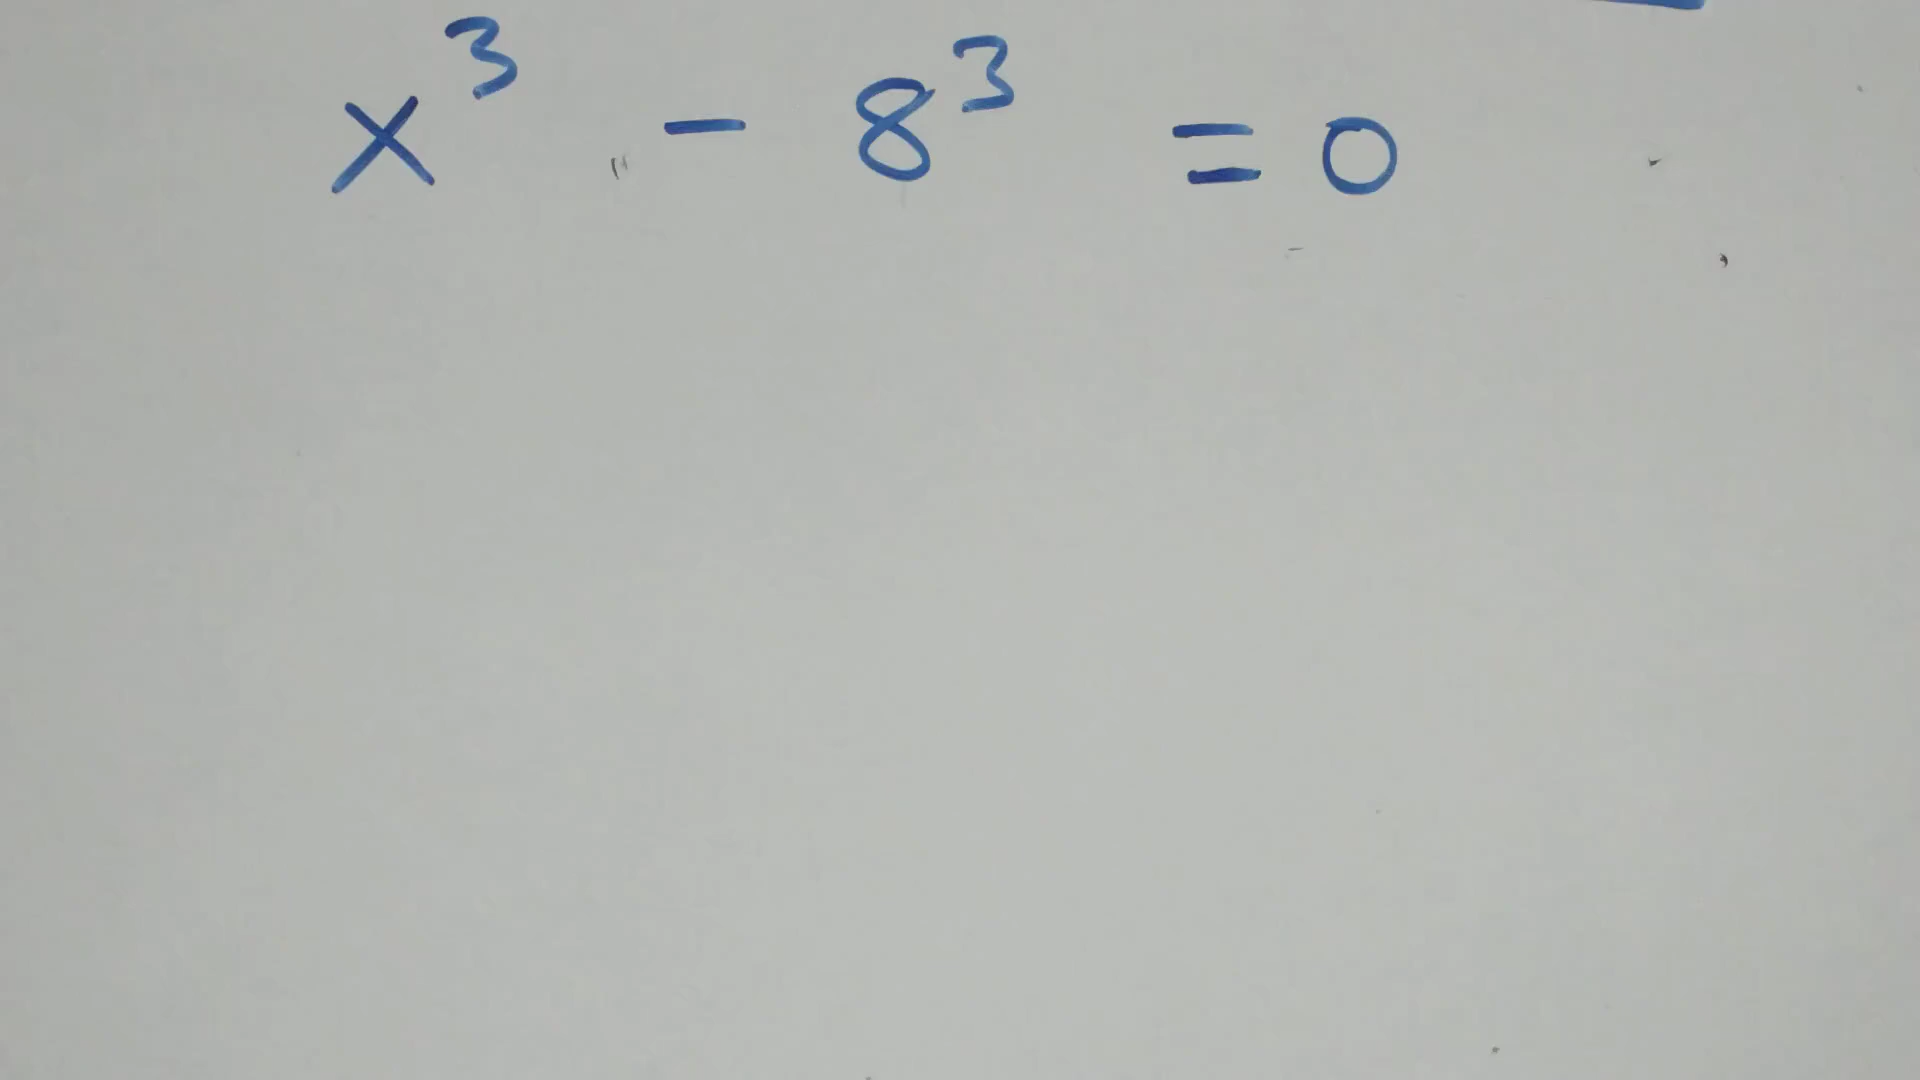 x³ - 8³ = 0